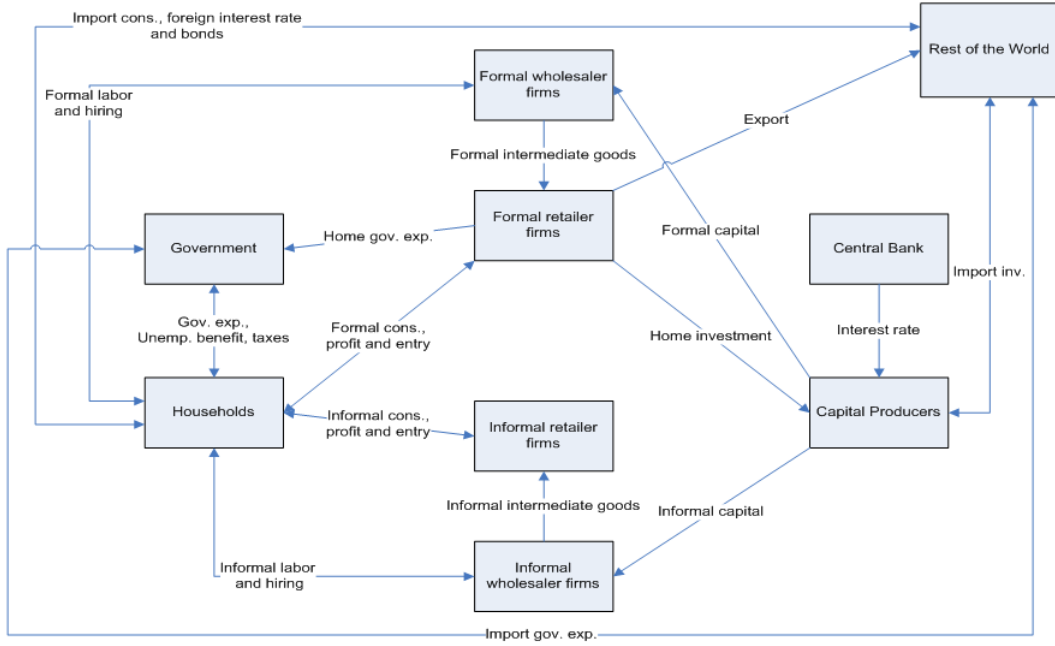 Import cons., foreign interest rate
and bonds
Rest of the World
Formal wholesaler
firms
Formal labor
and hiring
Export
Formal intermediate goods
Formal retailer
firms
Formal capital
Government
Home gov. exp.
Central Bank
Import inv.
Gov. exp.,
Unemp. benefit, taxes
Formal cons.,
profit and entry
Home investment
Interest rate
Households
Informal cons.,
profit and entry
Informal retailer
firms
Capital Producers
Informal intermediate goods
Informal capital
Informal labor
and hiring
Informal
wholesaler firms
Import gov. exp.